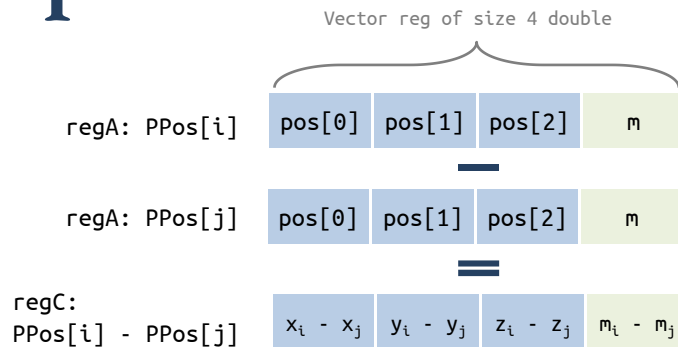 Vector reg of size 4 double
regA: PPos[i] pos[0] pos[1] pos[2] m
regA: PPos[j] pos[0] pos[1] pos[2] m
regC:
PPos[i] - PPos[j] xᵢ - xⱼ yᵢ - yⱼ zᵢ - zⱼ mᵢ - mⱼ